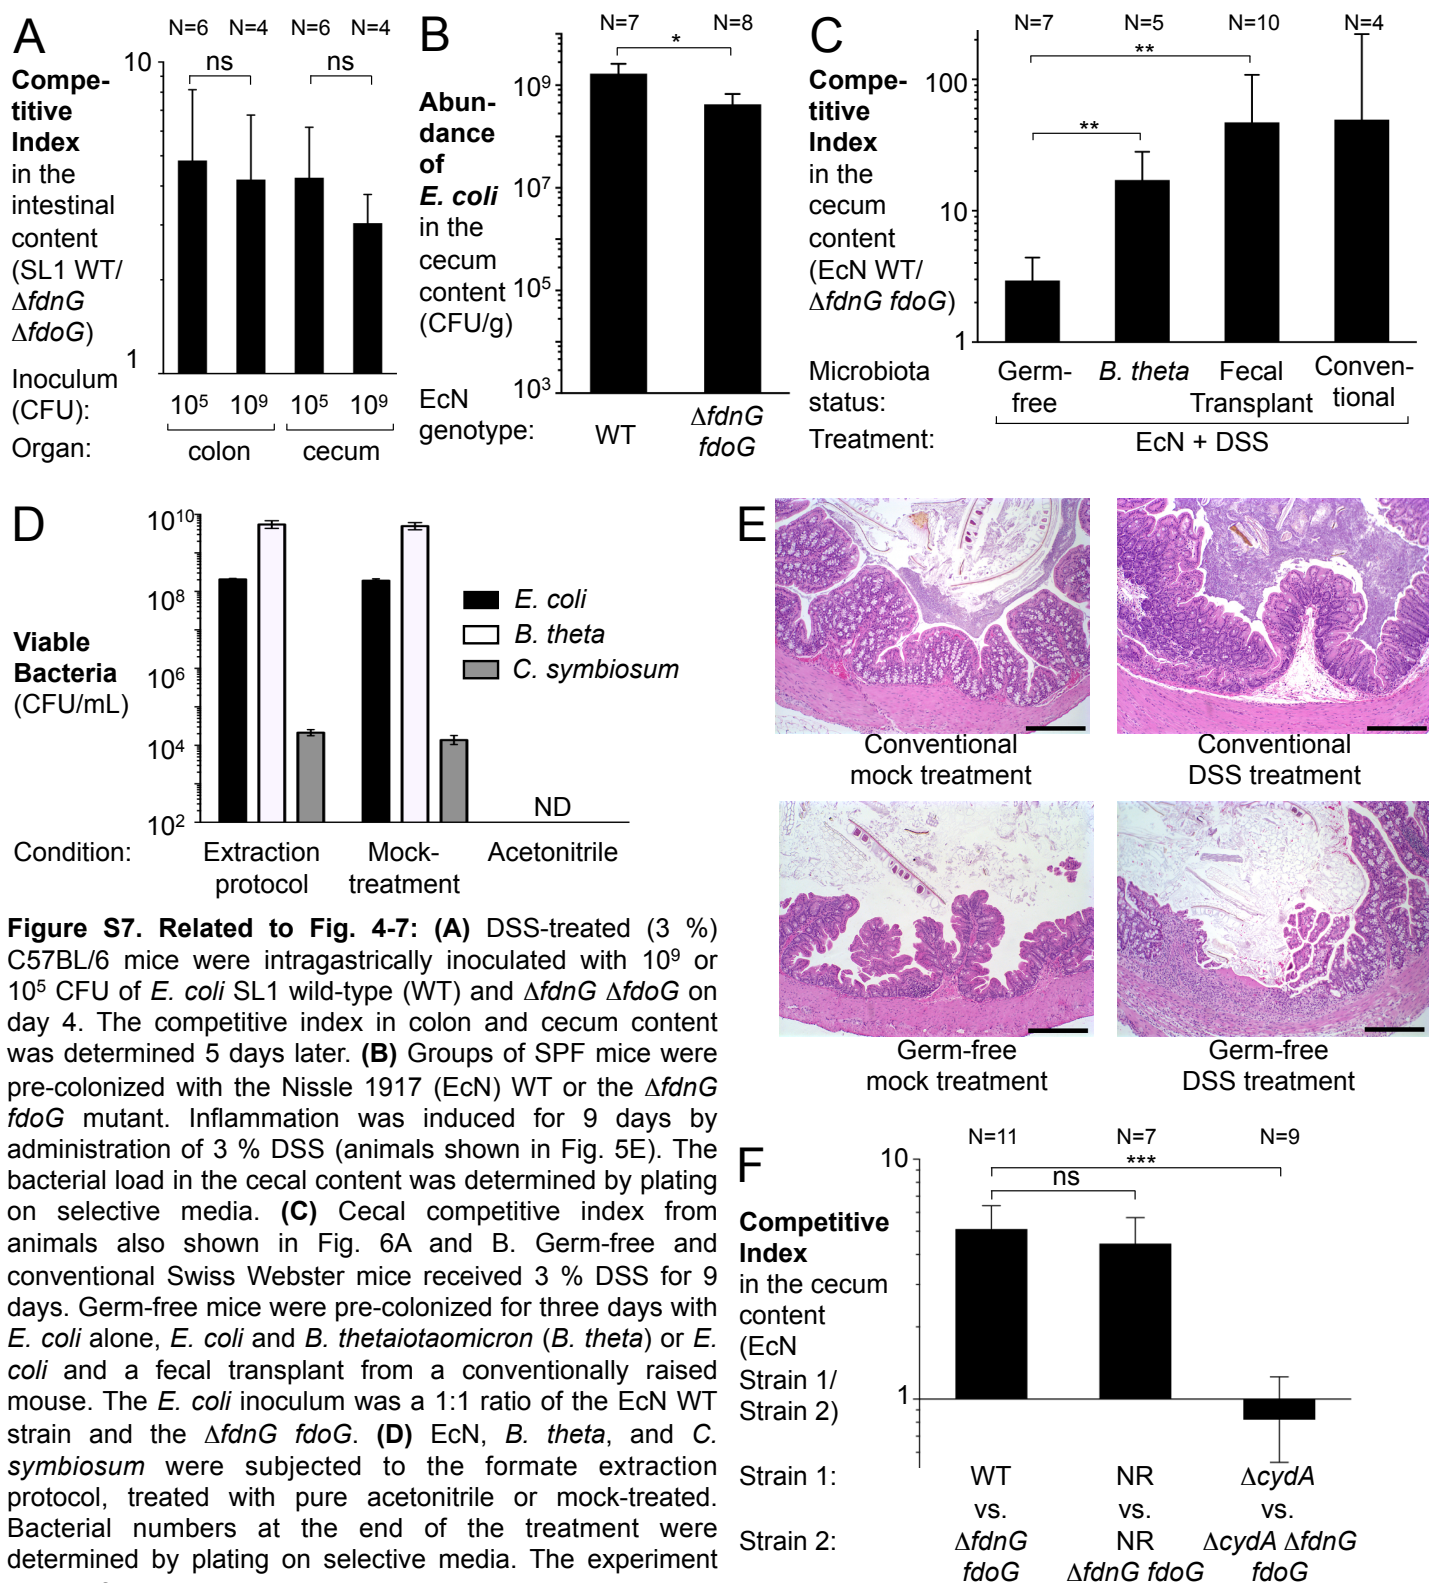 A
N=6 N=4 N=6 N=4
ns ns
10
1
Compe-
titive
Index
in the
intestinal
content
(SL1 WT/
ΔfdnG
ΔfdoG)
Inoculum
(CFU):
10⁵ 10⁹ 10⁵ 10⁹
Organ:
colon cecum
B
N=7 N=8
*
Abun-
dance
of
E. coli
in the
cecum
content
(CFU/g)
10⁹
10⁷
10⁵
10³
EcN
genotype:
WT
ΔfdnG
fdoG
C
N=7 N=5 N=10 N=4
**
**
Compe-
titive
Index
in the
cecum
content
(EcN WT/
ΔfdnG fdoG)
100
10
1
Microbiota
status:
Germ-
free
B. theta
Fecal
Transplant
Conven-
tional
Treatment:
EcN + DSS
D
10¹⁰
10⁸
10⁶
10⁴
10²
Viable
Bacteria
(CFU/mL)
E. coli
B. theta
C. symbiosum
ND
Condition:
Extraction
protocol
Mock-
treatment
Acetonitrile
E
Conventional
mock treatment
Conventional
DSS treatment
Germ-free
mock treatment
Germ-free
DSS treatment
Figure S7. Related to Fig. 4-7: (A) DSS-treated (3 %)
C57BL/6 mice were intragastrically inoculated with 10⁹ or
10⁵ CFU of E. coli SL1 wild-type (WT) and ΔfdnG ΔfdoG on
day 4. The competitive index in colon and cecum content
was determined 5 days later. (B) Groups of SPF mice were
pre-colonized with the Nissle 1917 (EcN) WT or the ΔfdnG
fdoG mutant. Inflammation was induced for 9 days by
administration of 3 % DSS (animals shown in Fig. 5E). The
bacterial load in the cecal content was determined by plating
on selective media. (C) Cecal competitive index from
animals also shown in Fig. 6A and B. Germ-free and
conventional Swiss Webster mice received 3 % DSS for 9
days. Germ-free mice were pre-colonized for three days with
E. coli alone, E. coli and B. thetaiotaomicron (B. theta) or E.
coli and a fecal transplant from a conventionally raised
mouse. The E. coli inoculum was a 1:1 ratio of the EcN WT
strain and the ΔfdnG fdoG. (D) EcN, B. theta, and C.
symbiosum were subjected to the formate extraction
protocol, treated with pure acetonitrile or mock-treated.
Bacterial numbers at the end of the treatment were
determined by plating on selective media. The experiment
F
N=11 N=7 N=9
***
ns
10
1
Competitive
Index
in the cecum
content
(EcN
Strain 1/
Strain 2)
Strain 1: WT NR ΔcydA
vs. vs. vs.
Strain 2: ΔfdnG NR ΔcydA ΔfdnG
fdoG ΔfdnG fdoG fdoG